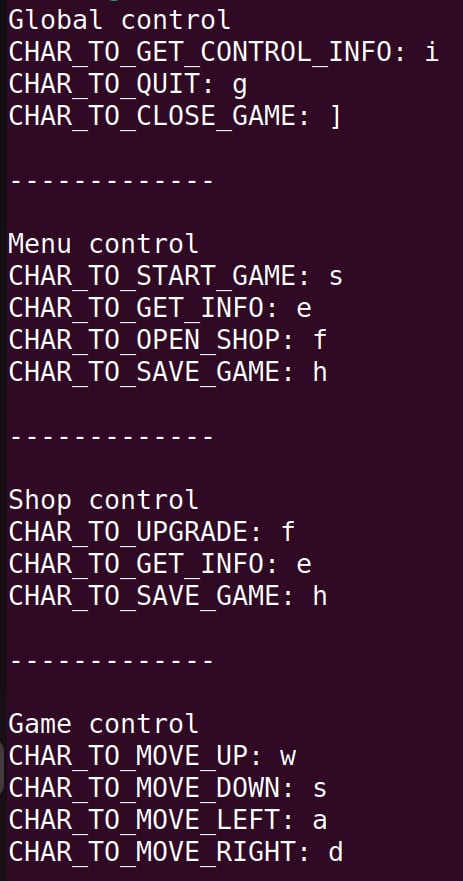 Global control
CHAR_TO_GET_CONTROL_INFO: i
CHAR_TO_QUIT: g
CHAR_TO_CLOSE_GAME: ]
-------------
Menu control
CHAR_TO_START_GAME: s
CHAR_TO_GET_INFO: e
CHAR_TO_OPEN_SHOP: f
CHAR_TO_SAVE_GAME: h
-------------
Shop control
CHAR_TO_UPGRADE: f
CHAR_TO_GET_INFO: e
CHAR_TO_SAVE_GAME: h
-------------
Game control
CHAR_TO_MOVE_UP: w
CHAR_TO_MOVE_DOWN: s
CHAR_TO_MOVE_LEFT: a
CHAR_TO_MOVE_RIGHT: d